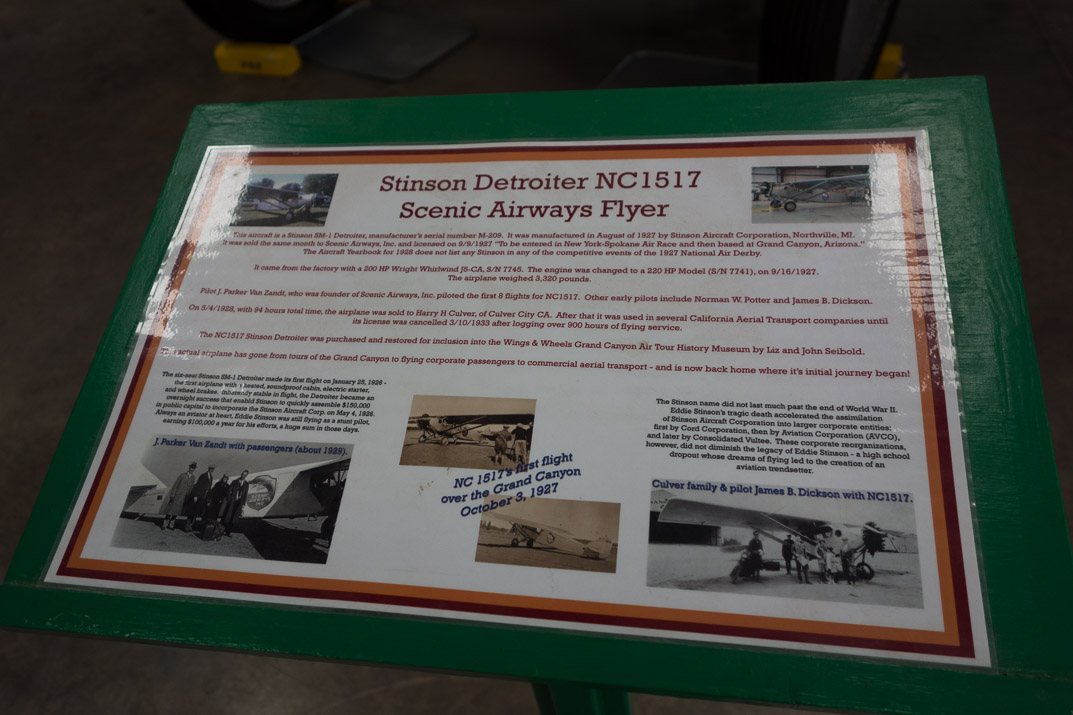 Stinson Detroiter NC1517
Scenic Airways Flyer
This aircraft is a Stinson SM-1 Detroiter, manufacturer's serial number M-209. It was manufactured in August of 1927 by Stinson Aircraft Corporation, Northville, MI.
It was sold the same month to Scenic Airways, Inc. and licensed on 9/9/1927 "To be entered in New York-Spokane Air Race and then based at Grand Canyon, Arizona."
The Aircraft Yearbook for 1928 does not list any Stinson in any of the competitive events of the 1927 National Air Derby.
It came from the factory with a 200 HP Wright Whirlwind J5-CA, S/N 7745. The engine was changed to a 220 HP Model (S/N 7741), on 9/16/1927.
The airplane weighed 3,320 pounds.
Pilot J. Parker Van Zandt, who was founder of Scenic Airways, Inc. piloted the first 8 flights for NC1517. Other early pilots include Norman W. Potter and James B. Dickson.
On 5/4/1928, with 94 hours total time, the airplane was sold to Harry H Culver, of Culver City CA. After that it was used in several California Aerial Transport companies until
its license was cancelled 3/10/1933 after logging over 900 hours of flying service.
The NC1517 Stinson Detroiter was purchased and restored for inclusion into the Wings & Wheels Grand Canyon Air Tour History Museum by Liz and John Seibold.
This actual airplane has gone from tours of the Grand Canyon to flying corporate passengers to commercial aerial transport - and is now back home where it's initial journey began!
The six-seat Stinson SM-1 Detroiter made its first flight on January 25, 1926 -
the first airplane with a heated, soundproof cabin, electric starter,
and wheel brakes. Inherently stable in flight, the Detroiter became an
overnight success that enabled Stinson to quickly assemble $150,000
in public capital to incorporate the Stinson Aircraft Corp. on May 4, 1926.
Always an aviator at heart, Eddie Stinson was still flying as a stunt pilot,
earning $100,000 a year for his efforts, a huge sum in those days.
J. Parker Van Zandt with passengers (about 1929).
NC 1517's first flight
over the Grand Canyon
October 3, 1927
The Stinson name did not last much past the end of World War II.
Eddie Stinson's tragic death accelerated the assimilation
of Stinson Aircraft Corporation into larger corporate entities:
first by Cord Corporation, then by Aviation Corporation (AVCO),
and later by Consolidated Vultee. These corporate reorganizations,
however, did not diminish the legacy of Eddie Stinson - a high school
dropout whose dreams of flying led to the creation of an
aviation trendsetter.
Culver family & pilot James B. Dickson with NC1517.